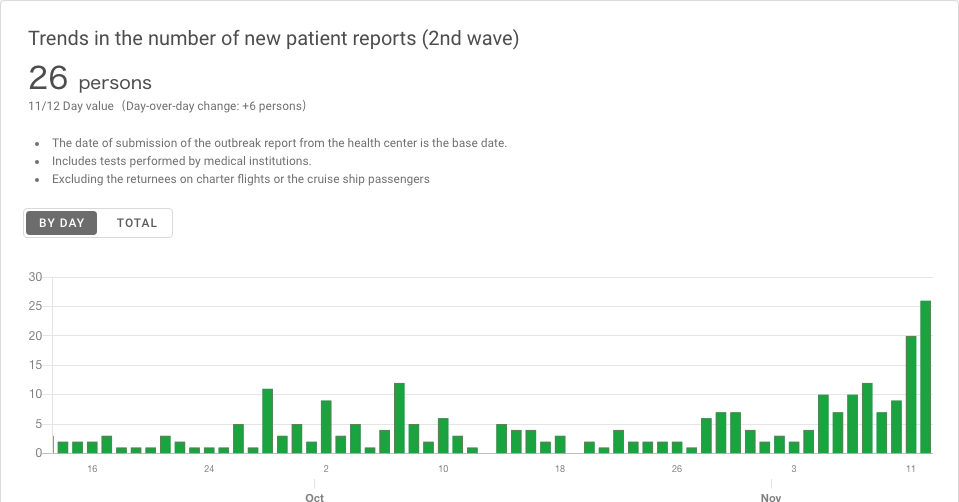 Trends in the number of new patient reports (2nd wave)
26 persons
11/12 Day value（Day-over-day change: +6 persons）
The date of submission of the outbreak report from the health center is the base date.
Includes tests performed by medical institutions.
Excluding the returnees on charter flights or the cruise ship passengers
BY DAY TOTAL
30
25
20
15
10
5
0
16 24 2 10 18 26 3 11
Oct Nov